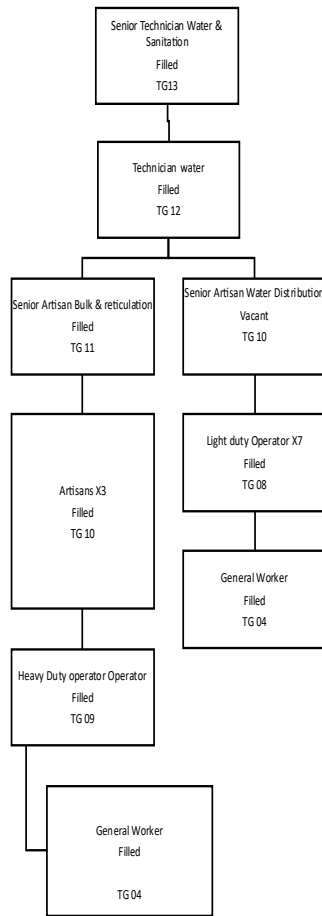 Senior Technician Water &
Sanitation
Filled
TG13
Technician water
Filled
TG 12
Senior Artisan Bulk & reticulation
Filled
TG 11
Senior Artisan Water Distribution
Vacant
TG 10
Artisans X3
Filled
TG 10
Light duty Operator X7
Filled
TG 08
General Worker
Filled
TG 04
Heavy Duty operator Operator
Filled
TG 09
General Worker
Filled
TG 04